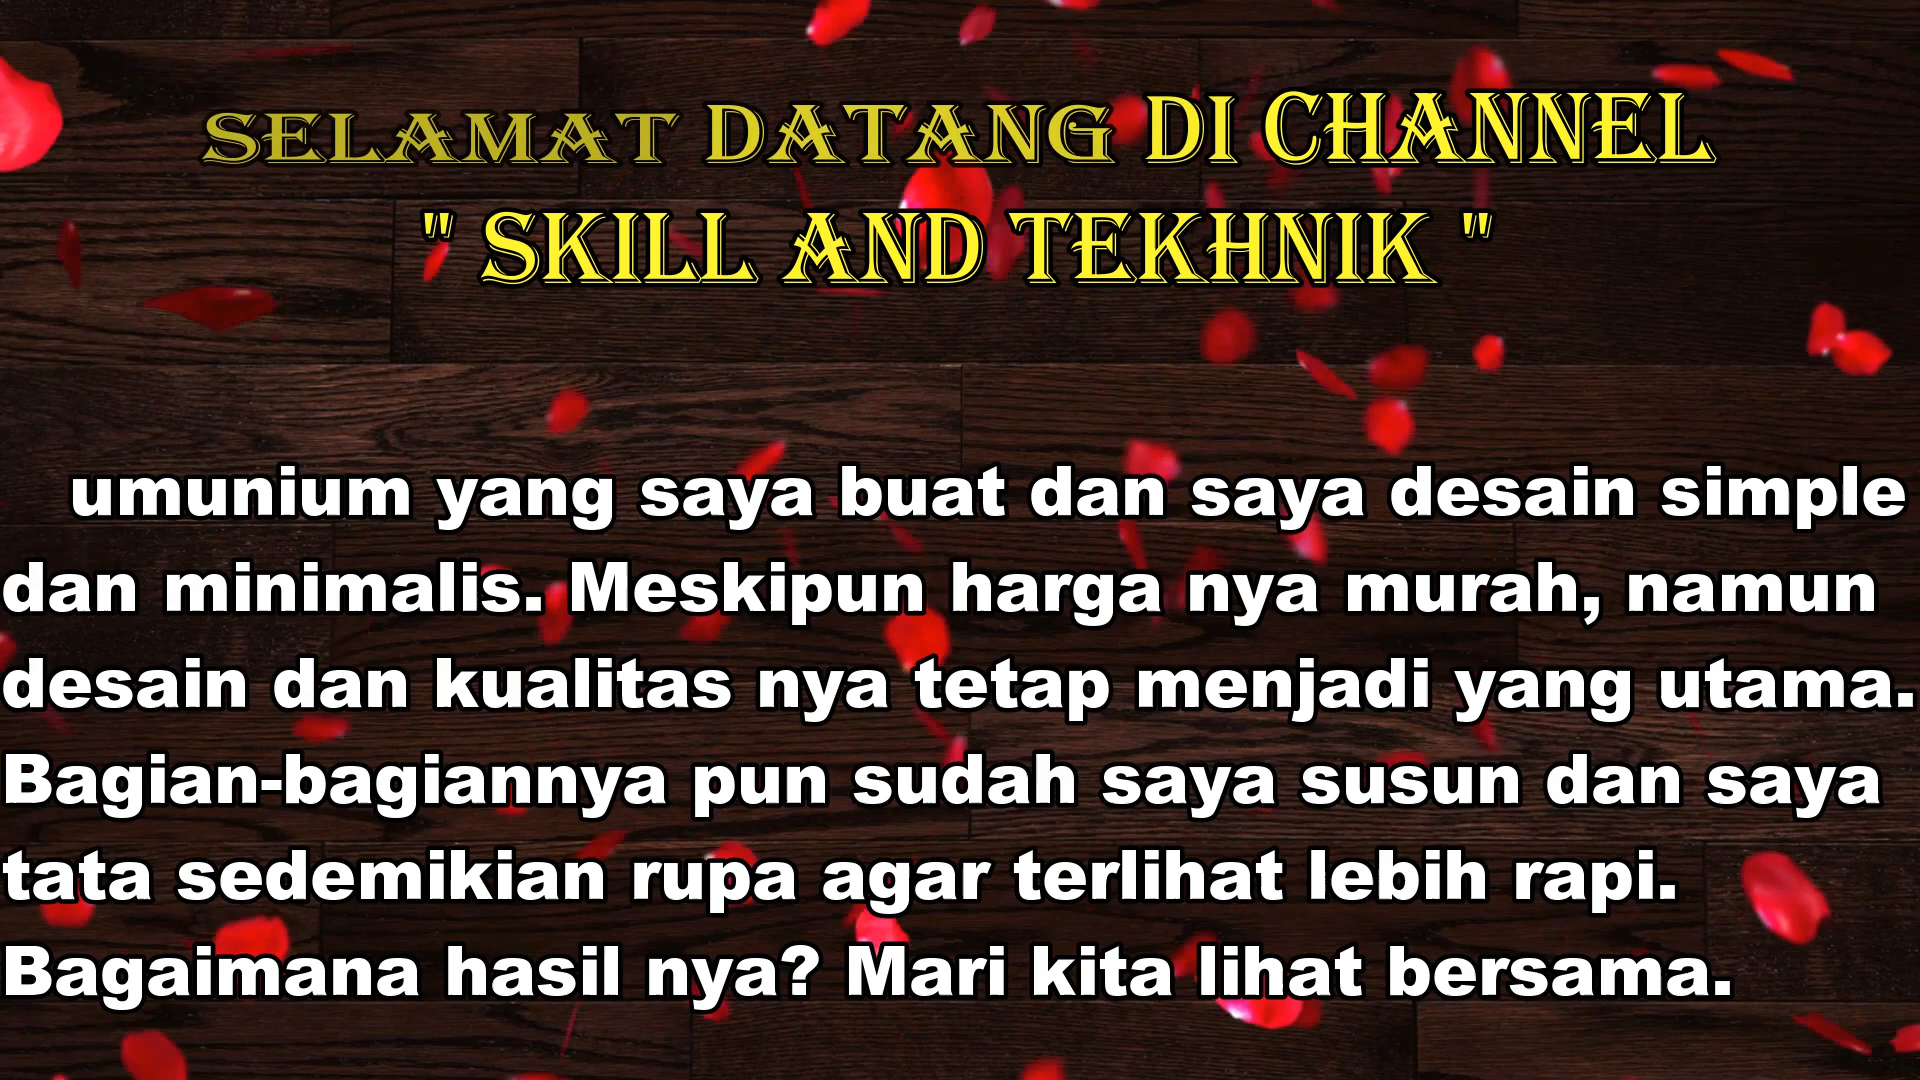 SELAMAT DATANG DI CHANNEL
" SKILL AND TEKHNIK "
umunium yang saya buat dan saya desain simple
dan minimalis. Meskipun harga nya murah, namun
desain dan kualitas nya tetap menjadi yang utama.
Bagian-bagiannya pun sudah saya susun dan saya
tata sedemikian rupa agar terlihat lebih rapi.
Bagaimana hasil nya? Mari kita lihat bersama.